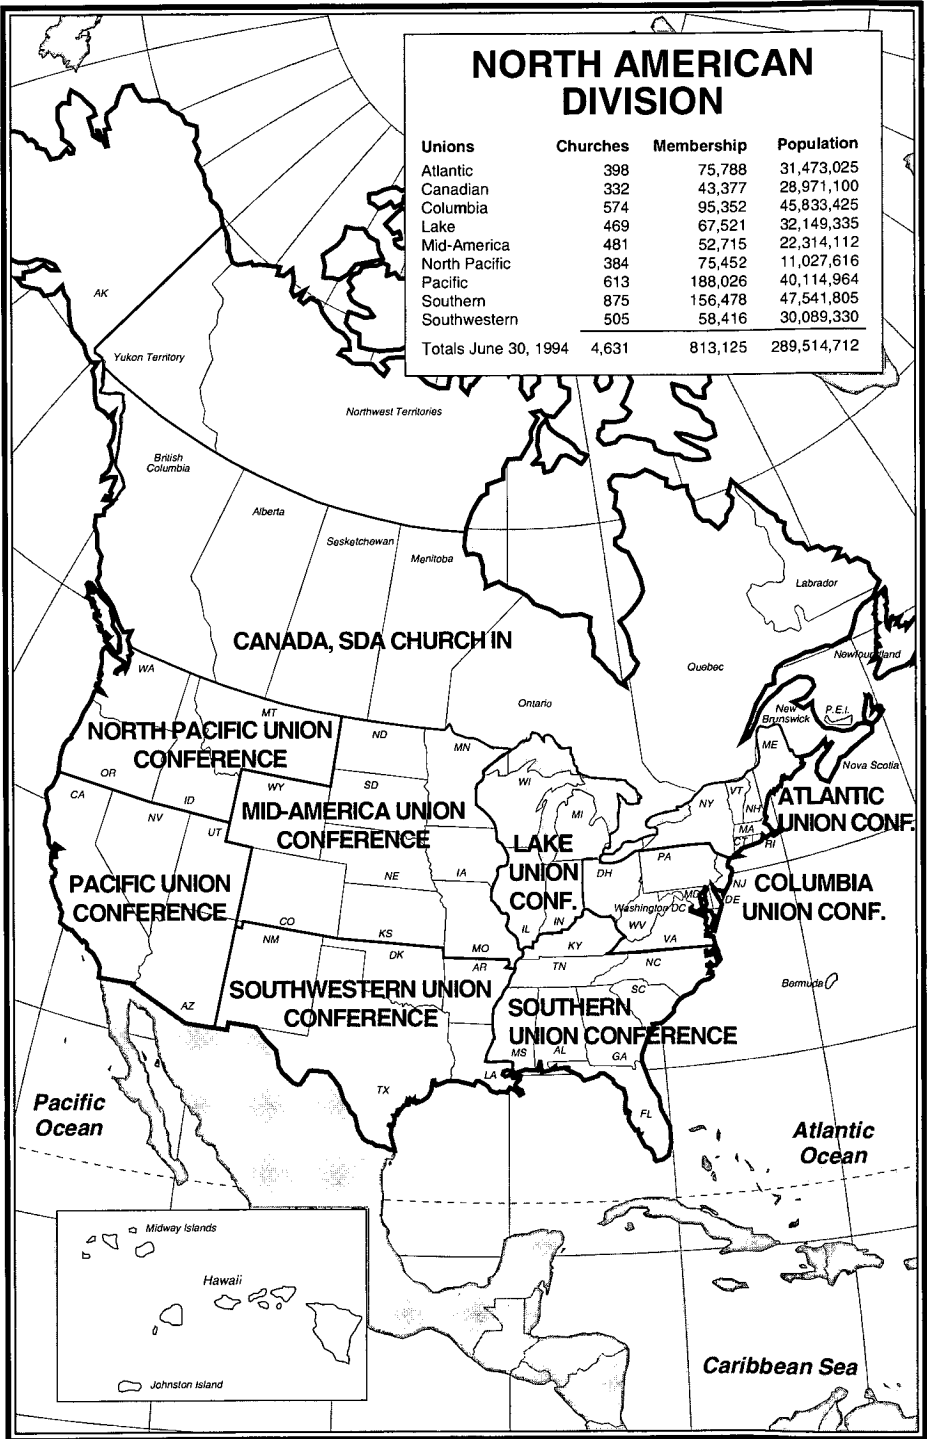 NORTH AMERICAN
DIVISION
Unions Churches Membership Population
Atlantic 398 75,788 31,473,025
Canadian 332 43,377 28,971,100
Columbia 574 95,352 45,833,425
Lake 469 67,521 32,149,335
Mid-America 481 52,715 22,314,112
North Pacific 384 75,452 11,027,616
Pacific 613 188,026 40,114,964
Southern 875 156,478 47,541,805
Southwestern 505 58,416 30,089,330
Totals June 30, 1994 4,631 813,125 289,514,712
AK
Yukon Territory
Northwest Territories
British
Columbia
Alberta
Sesketchewan
Menitoba
Labrador
CANADA, SDA CHURCH IN
Newfoundland
Quebec
Ontario
WA
MT
New
Brunswick
P.E.I.
NORTH PACIFIC UNION
CONFERENCE
ND
MN
ME
Nova Scotia
OR
ID
WY
SD
WI
MI
NY
VT
NH
MA
CT
RI
ATLANTIC
UNION CONF.
CA
NV
UT
MID-AMERICA UNION
CONFERENCE
LAKE
UNION
CONF.
PA
DH
NE
IA
PACIFIC UNION
CONFERENCE
NJ
DE
MD
Washington DC
COLUMBIA
UNION CONF.
CO
KS
MO
IL
IN
WV
VA
KY
NM
DK
AR
TN
NC
SC
Bermuda
SOUTHWESTERN UNION
CONFERENCE
SOUTHERN
UNION CONFERENCE
AZ
MS
AL
GA
LA
TX
FL
Pacific
Ocean
Atlantic
Ocean
Midway Islands
Hawaii
Johnston Island
Caribbean Sea